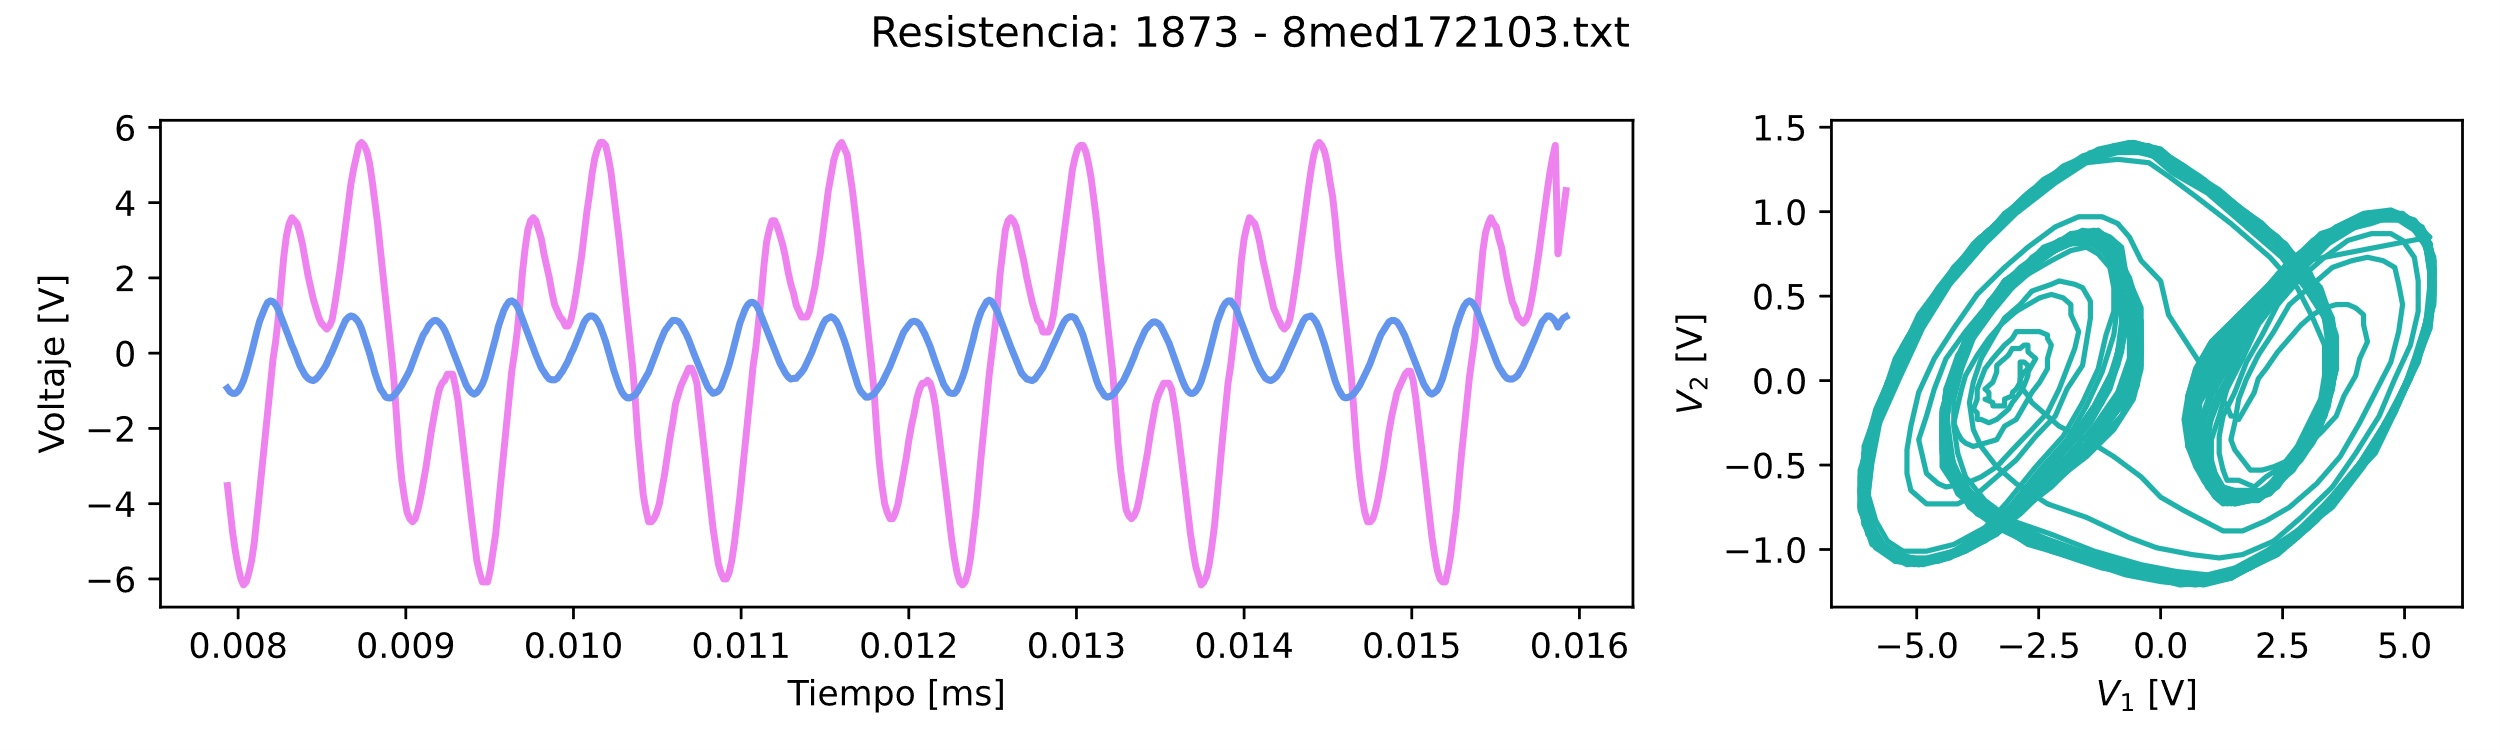 Resistencia: 1873 - 8med172103.txt
Voltaje [V]
6
4
2
0
−2
−4
−6
0.008 0.009 0.010 0.011 0.012 0.013 0.014 0.015 0.016
Tiempo [ms]
V₂ [V]
1.5
1.0
0.5
0.0
−0.5
−1.0
−5.0 −2.5 0.0 2.5 5.0
V₁ [V]